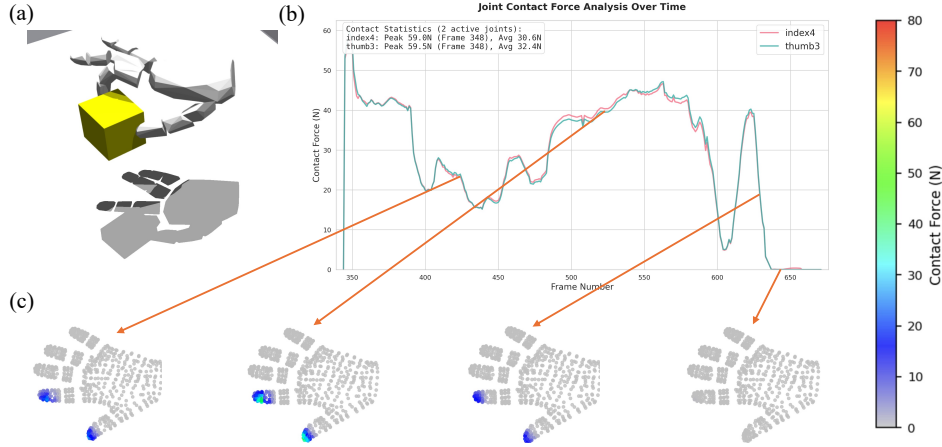 (a)
(b)
Joint Contact Force Analysis Over Time
Contact Statistics (2 active joints):
index4: Peak 59.0N (Frame 348), Avg 30.6N
thumb3: Peak 59.5N (Frame 348), Avg 32.4N
index4
thumb3
Contact Force (N)
60
50
40
30
20
10
0
350
400
450
500
550
600
650
Frame Number
80
70
60
50
40
30
20
10
0
Contact Force (N)
(c)